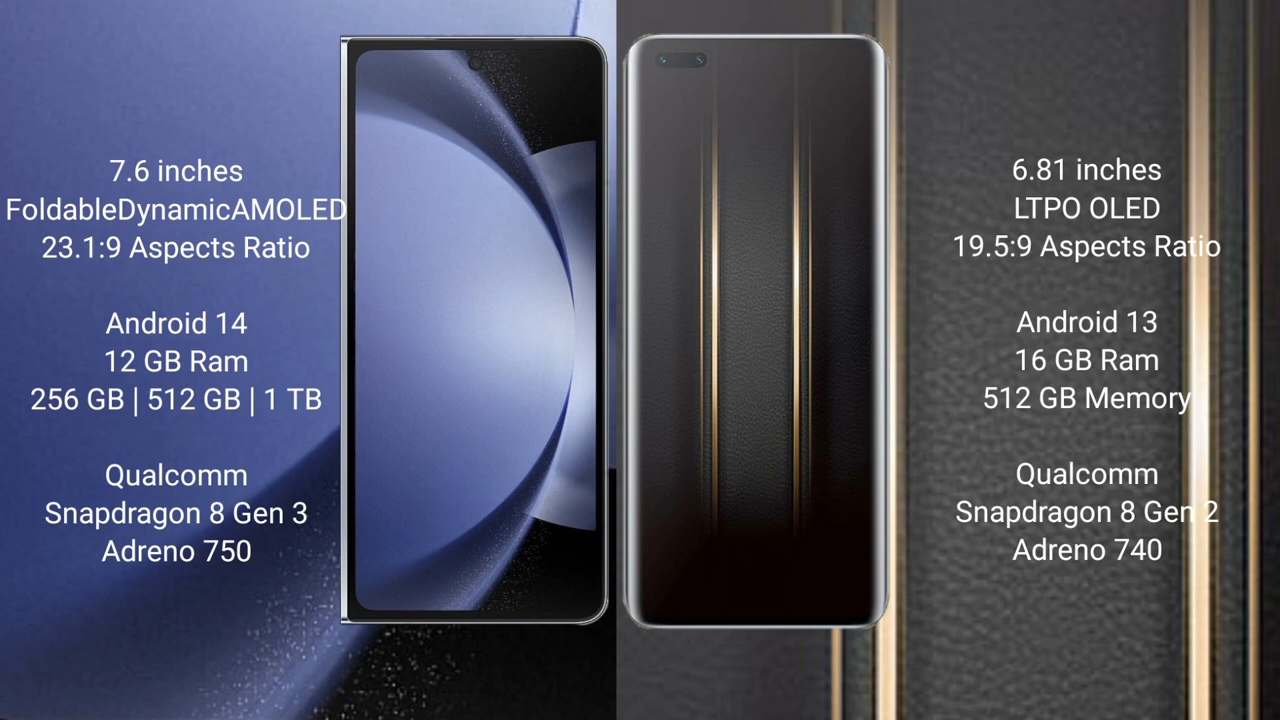 7.6 inches
FoldableDynamicAMOLED
23.1:9 Aspects Ratio
Android 14
12 GB Ram
256 GB | 512 GB | 1 TB
Qualcomm
Snapdragon 8 Gen 3
Adreno 750
6.81 inches
LTPO OLED
19.5:9 Aspects Ratio
Android 13
16 GB Ram
512 GB Memory
Qualcomm
Snapdragon 8 Gen 2
Adreno 740